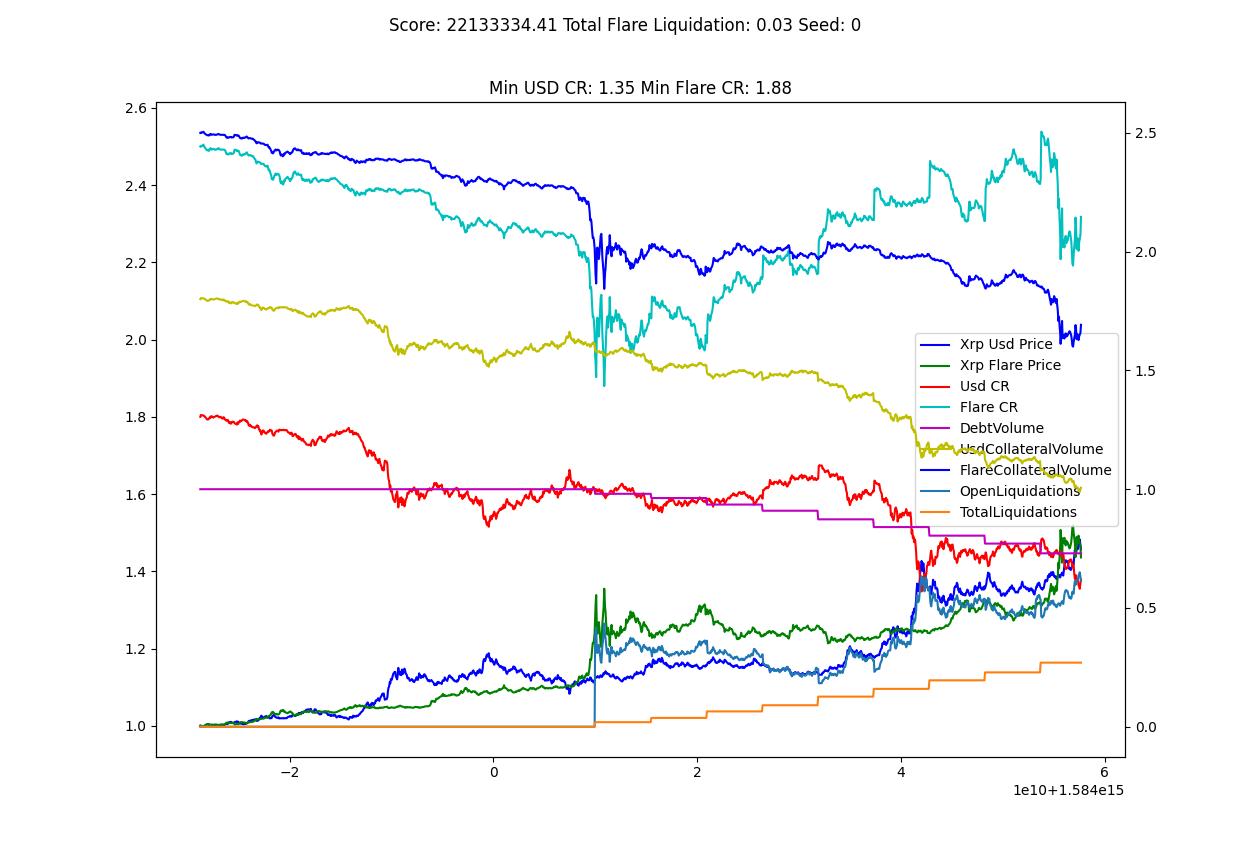 Score: 22133334.41 Total Flare Liquidation: 0.03 Seed: 0
Min USD CR: 1.35 Min Flare CR: 1.88
2.6
2.4
2.2
2.0
1.8
1.6
1.4
1.2
1.0
2.5
2.0
1.5
1.0
0.5
0.0
Xrp Usd Price
Xrp Flare Price
Usd CR
Flare CR
DebtVolume
UsdCollateralVolume
FlareCollateralVolume
OpenLiquidations
TotalLiquidations
−2 0 2 4 6
1e10+1.584e15